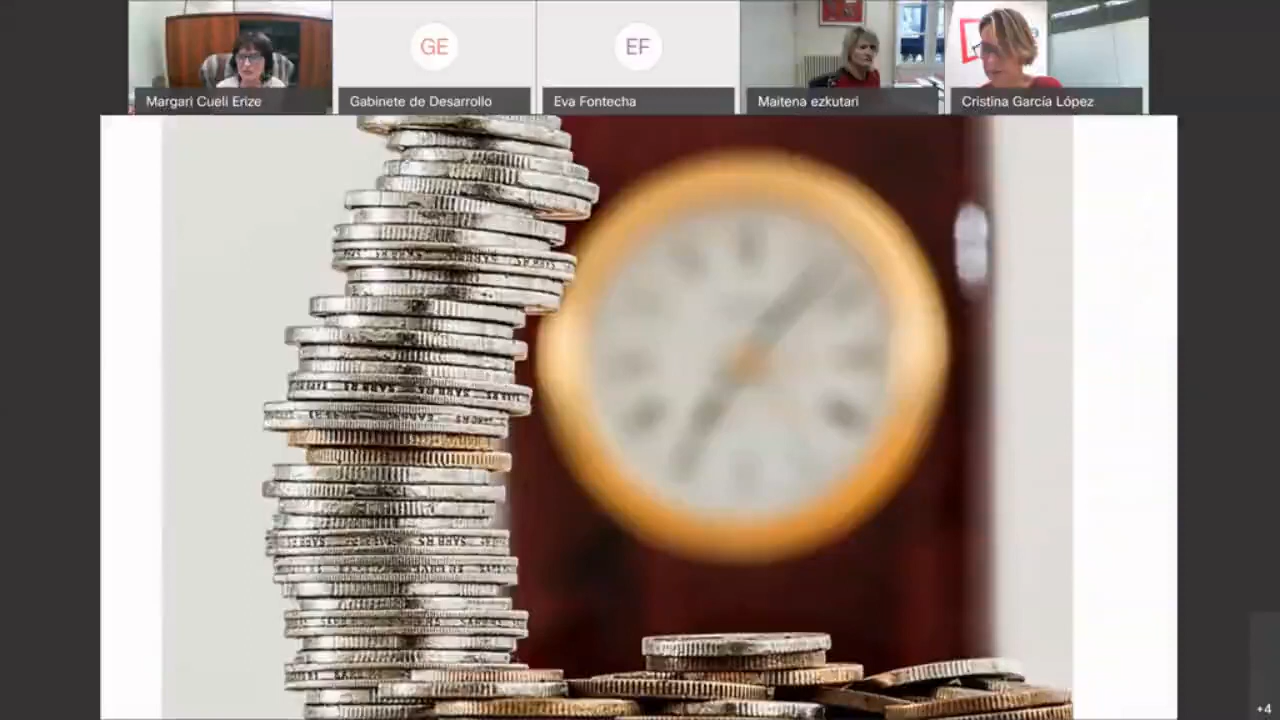 GE
EF
Margari Cueli Erize
Gabinete de Desarrollo
Eva Fontecha
Maitena ezkutari
Cristina García López
+4